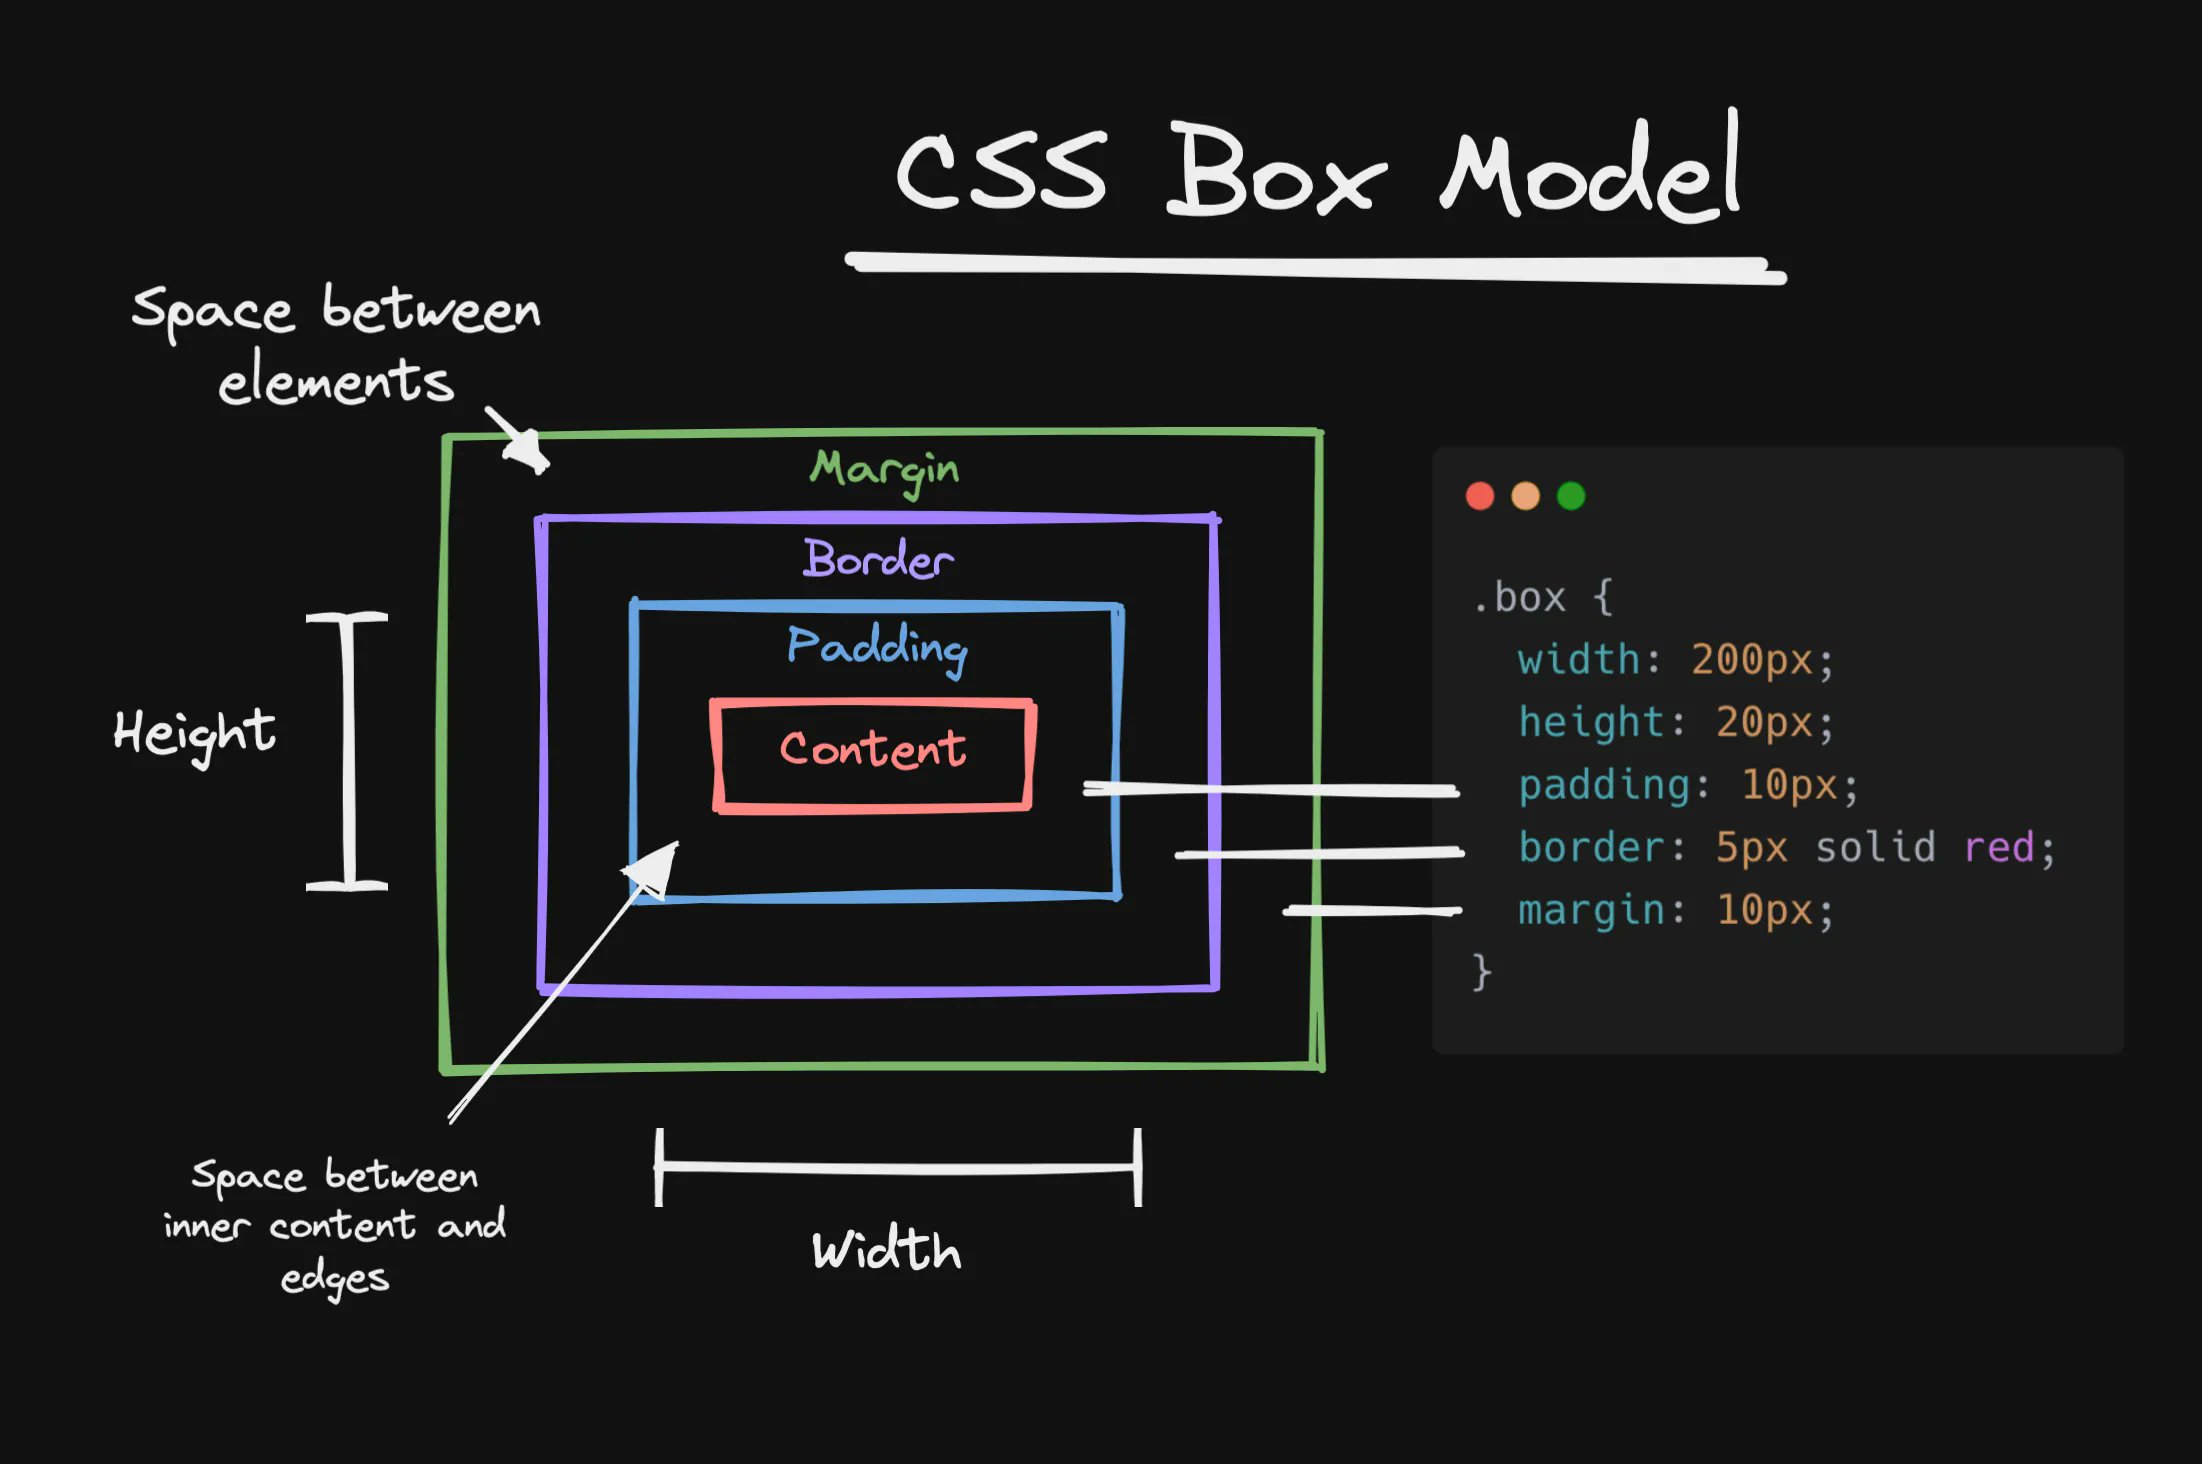 CSS Box Model
Space between
elements
Margin
Border
Padding
Content
Height
Width
Space between
inner content and
edges
.box {
  width: 200px;
  height: 20px;
  padding: 10px;
  border: 5px solid red;
  margin: 10px;
}